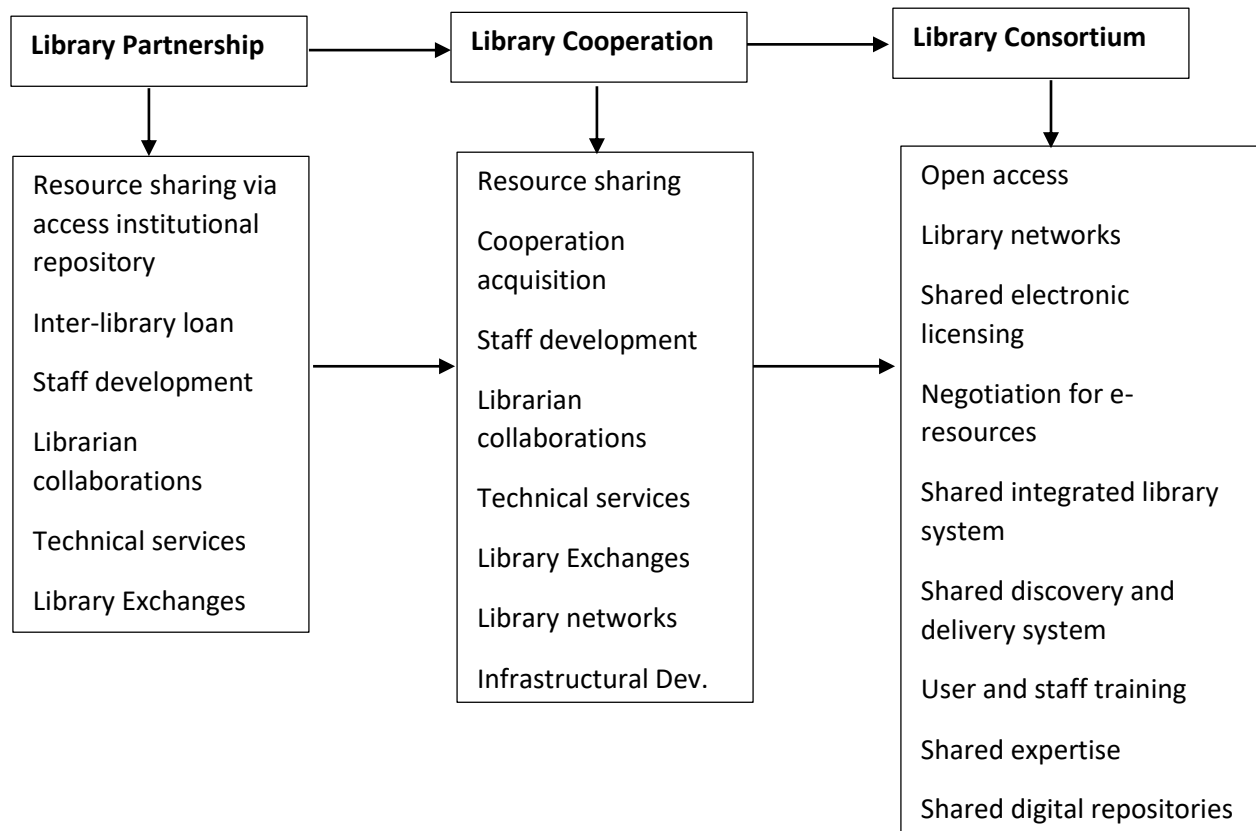 Library Partnership
Library Cooperation
Library Consortium
Resource sharing via
access institutional
repository
Inter-library loan
Staff development
Librarian
collaborations
Technical services
Library Exchanges
Resource sharing
Cooperation
acquisition
Staff development
Librarian
collaborations
Technical services
Library Exchanges
Library networks
Infrastructural Dev.
Open access
Library networks
Shared electronic
licensing
Negotiation for e-
resources
Shared integrated library
system
Shared discovery and
delivery system
User and staff training
Shared expertise
Shared digital repositories